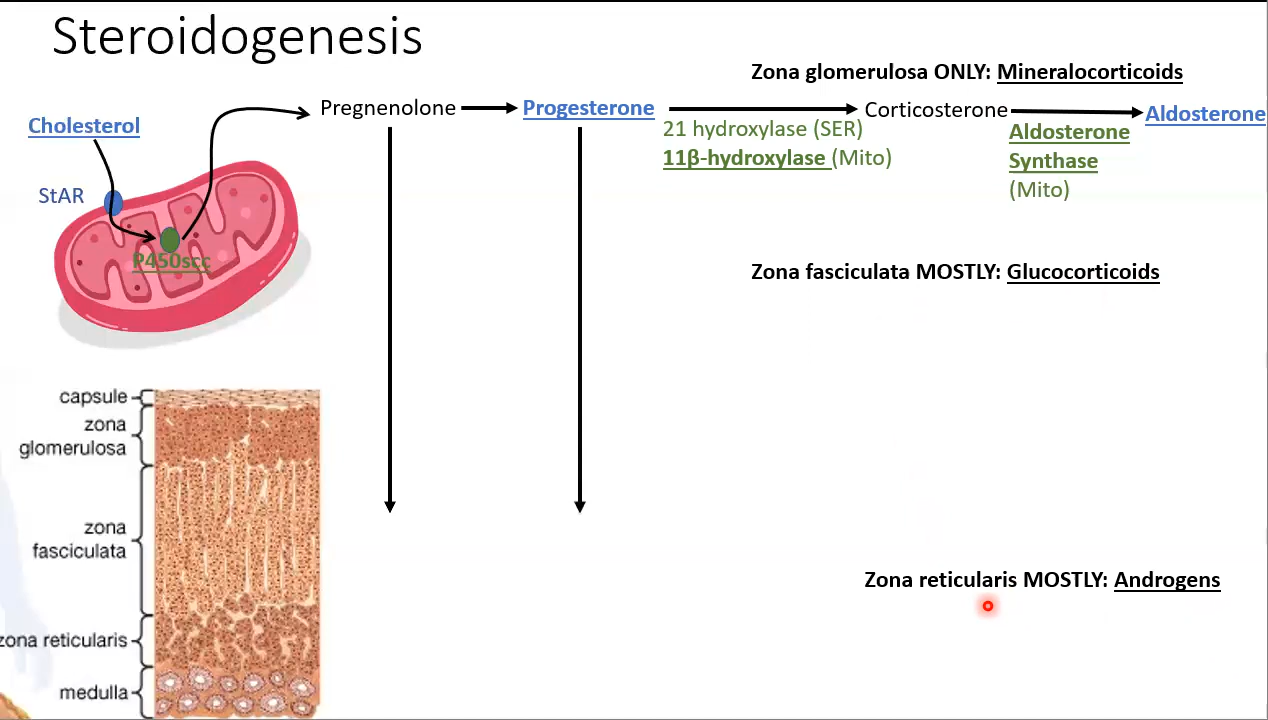 Steroidogenesis
Zona glomerulosa ONLY: Mineralocorticoids
Cholesterol
Pregnenolone
Progesterone
Corticosterone
Aldosterone
21 hydroxylase (SER)
11β-hydroxylase (Mito)
Aldosterone
Synthase
(Mito)
StAR
P450scc
Zona fasciculata MOSTLY: Glucocorticoids
capsule
zona
glomerulosa
zona
fasciculata
Zona reticularis MOSTLY: Androgens
zona reticularis
medulla